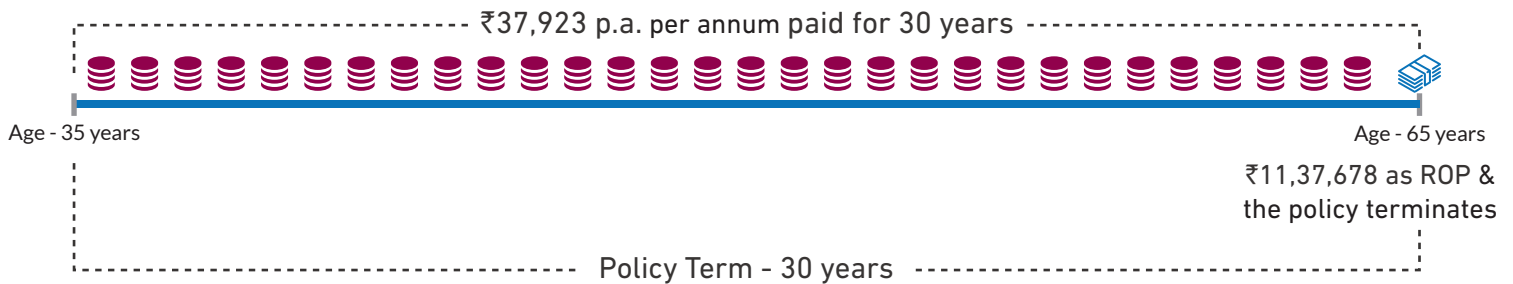 ₹37,923 p.a. per annum paid for 30 years
Age - 35 years
Age - 65 years
₹11,37,678 as ROP &
the policy terminates
Policy Term - 30 years